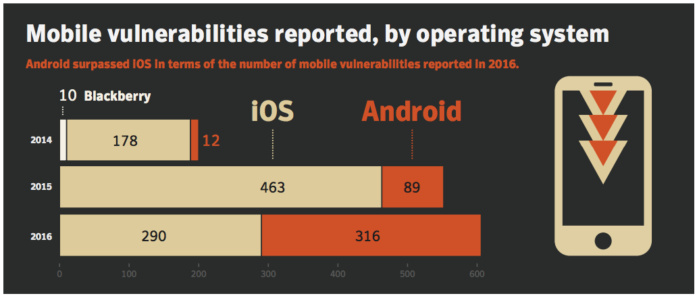 Mobile vulnerabilities reported, by operating system
Android surpassed iOS in terms of the number of mobile vulnerabilities reported in 2016.
10 Blackberry
iOS
Android
2014 178 12
2015 463 89
2016 290 316
0 100 200 300 400 500 600